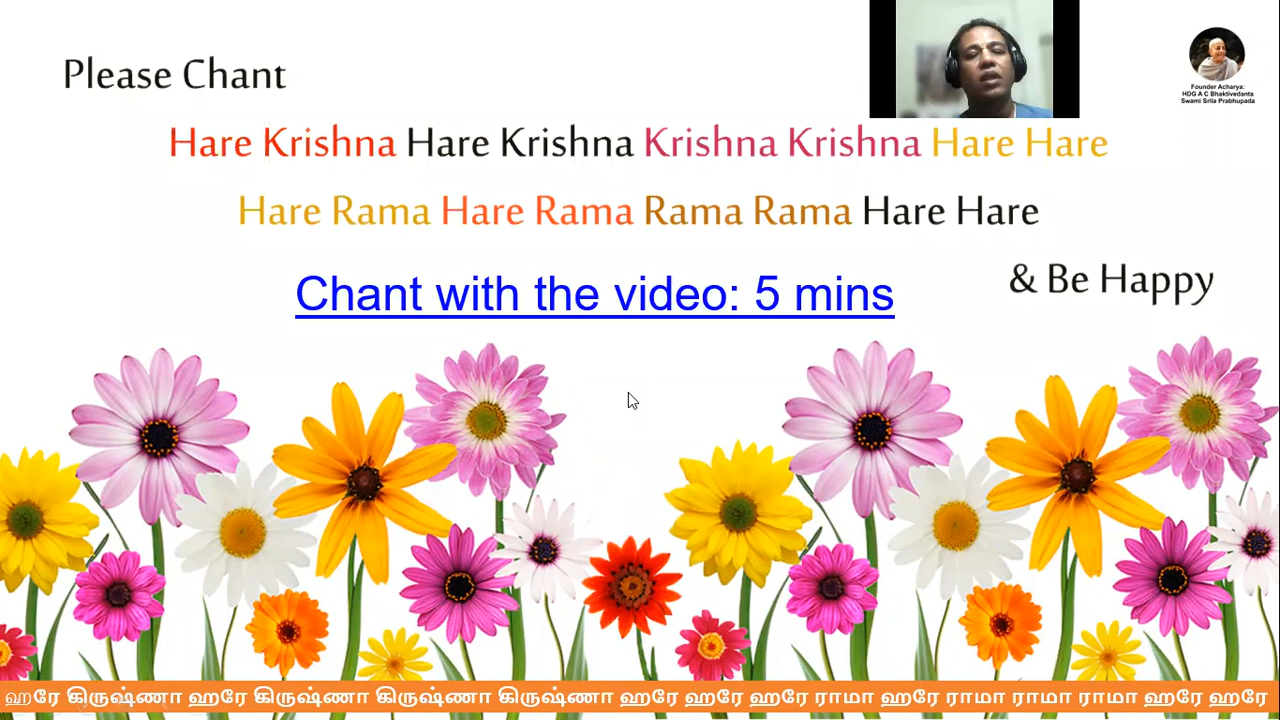 Please Chant
Founder Acharya:
HDG A C Bhaktivedanta
Swami Srila Prabhupada
Hare Krishna Hare Krishna Krishna Krishna Hare Hare
Hare Rama Hare Rama Rama Rama Hare Hare
& Be Happy
Chant with the video: 5 mins
ஹரே கிருஷ்ணா ஹரே கிருஷ்ணா கிருஷ்ணா கிருஷ்ணா ஹரே ஹரே ஹரே ராமா ஹரே ராமா ராமா ராமா ஹரே ஹரே